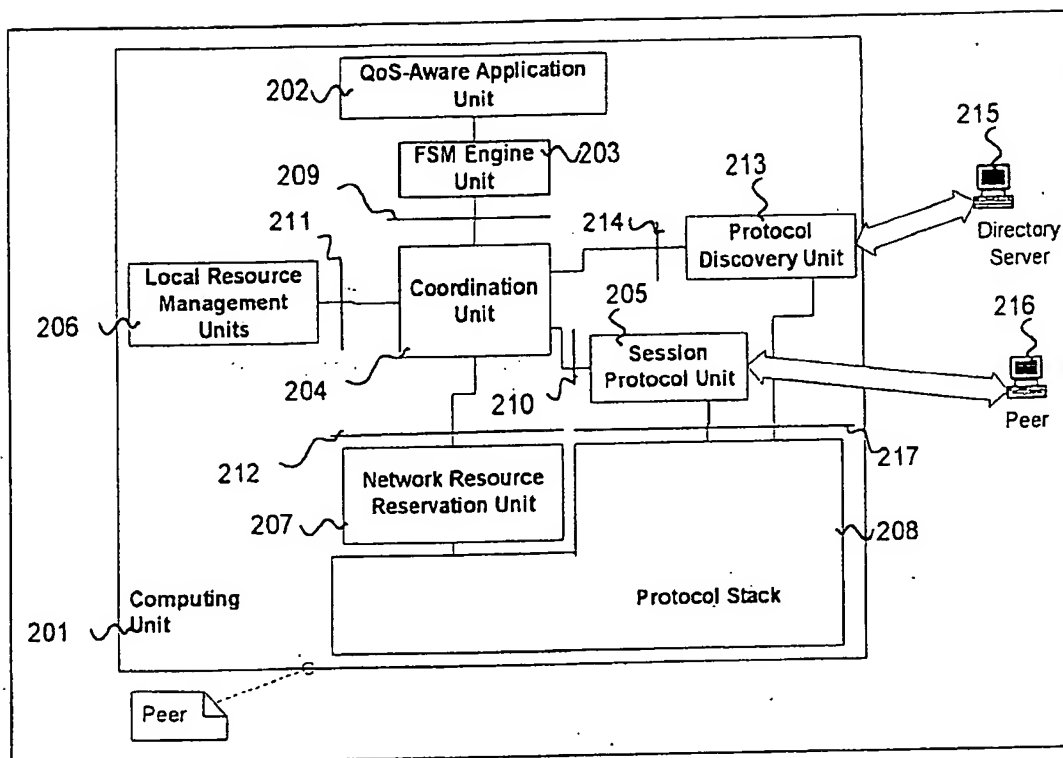 QoS-Aware Application
Unit
202
FSM Engine
Unit
203
209
211
214
213
215
Protocol
Discovery Unit
Directory
Server
Local Resource
Management
Units
206
Coordination
Unit
204
205
Session
Protocol Unit
210
216
Peer
212
217
Network Resource
Reservation Unit
207
208
Protocol Stack
Computing
Unit
201
Peer